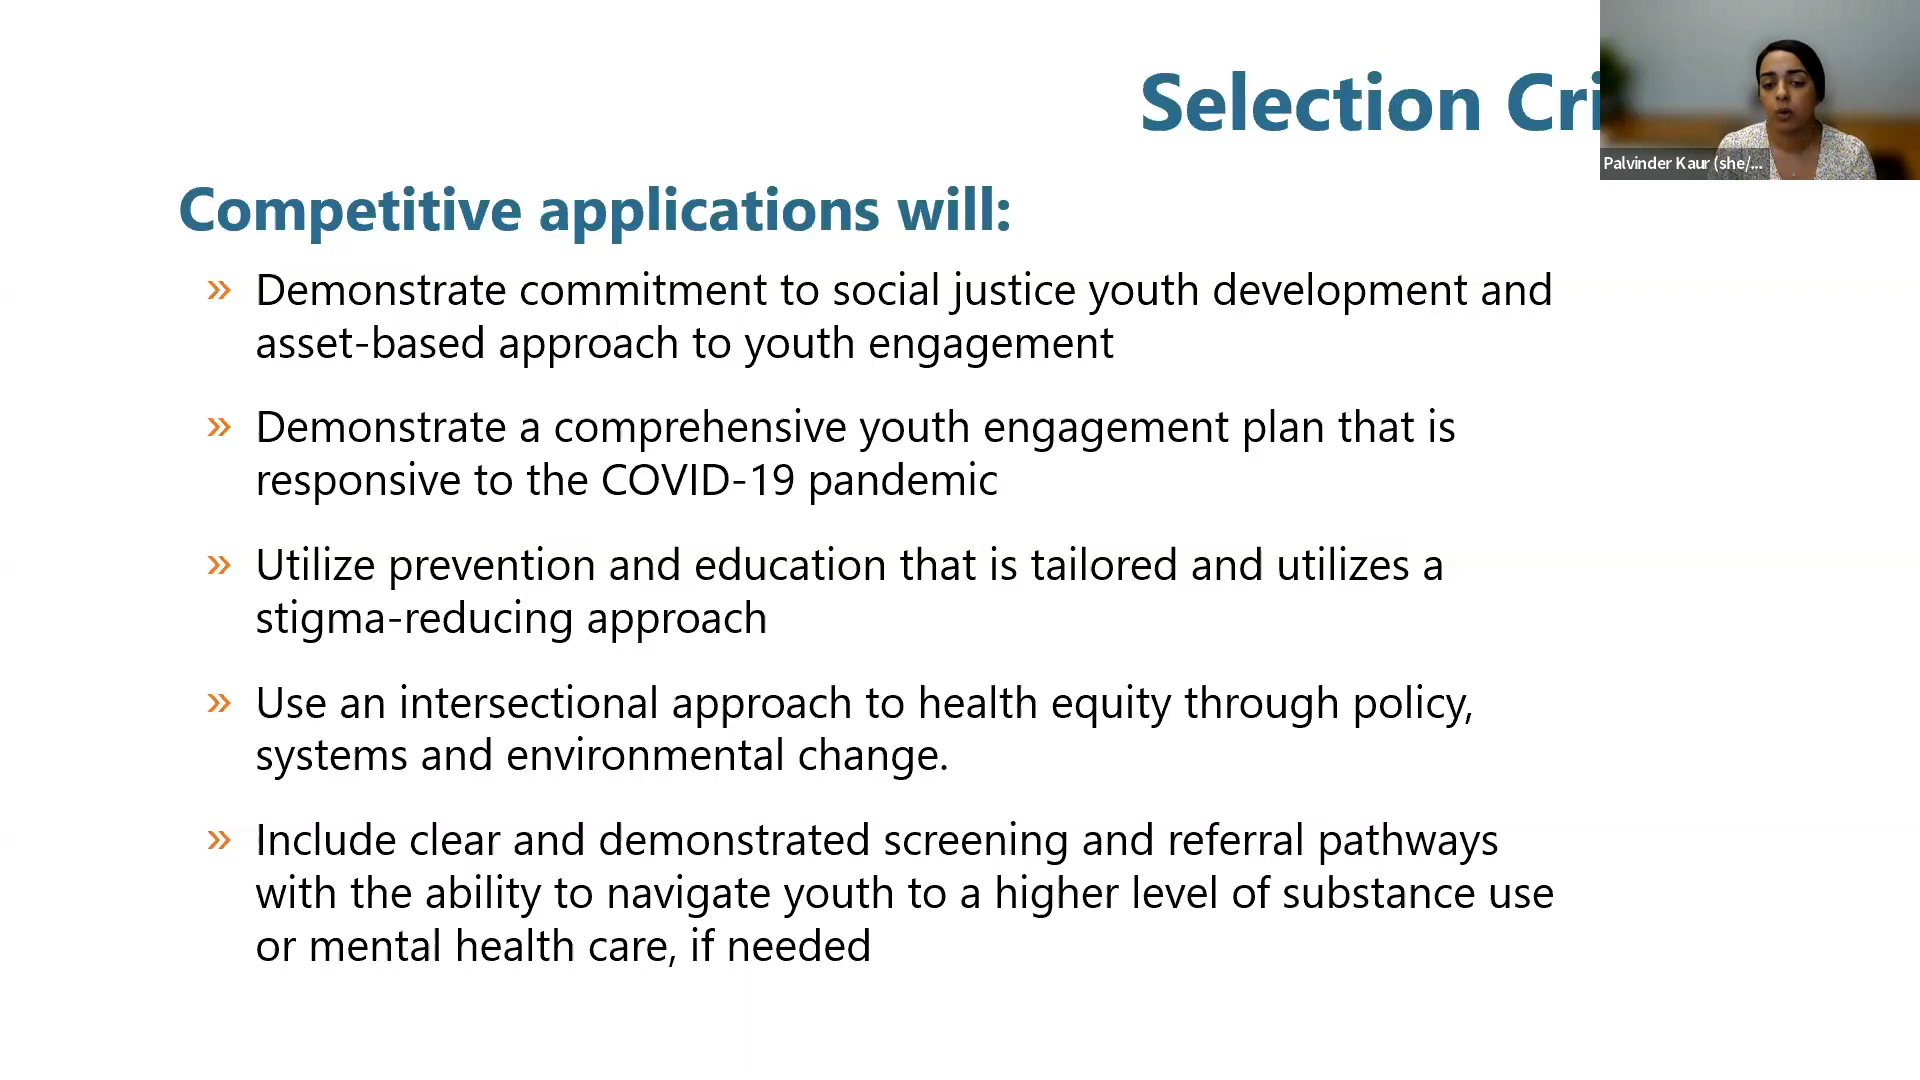 Selection Cri
Palvinder Kaur (she/...
Competitive applications will:
» Demonstrate commitment to social justice youth development and
asset-based approach to youth engagement
» Demonstrate a comprehensive youth engagement plan that is
responsive to the COVID-19 pandemic
» Utilize prevention and education that is tailored and utilizes a
stigma-reducing approach
» Use an intersectional approach to health equity through policy,
systems and environmental change.
» Include clear and demonstrated screening and referral pathways
with the ability to navigate youth to a higher level of substance use
or mental health care, if needed